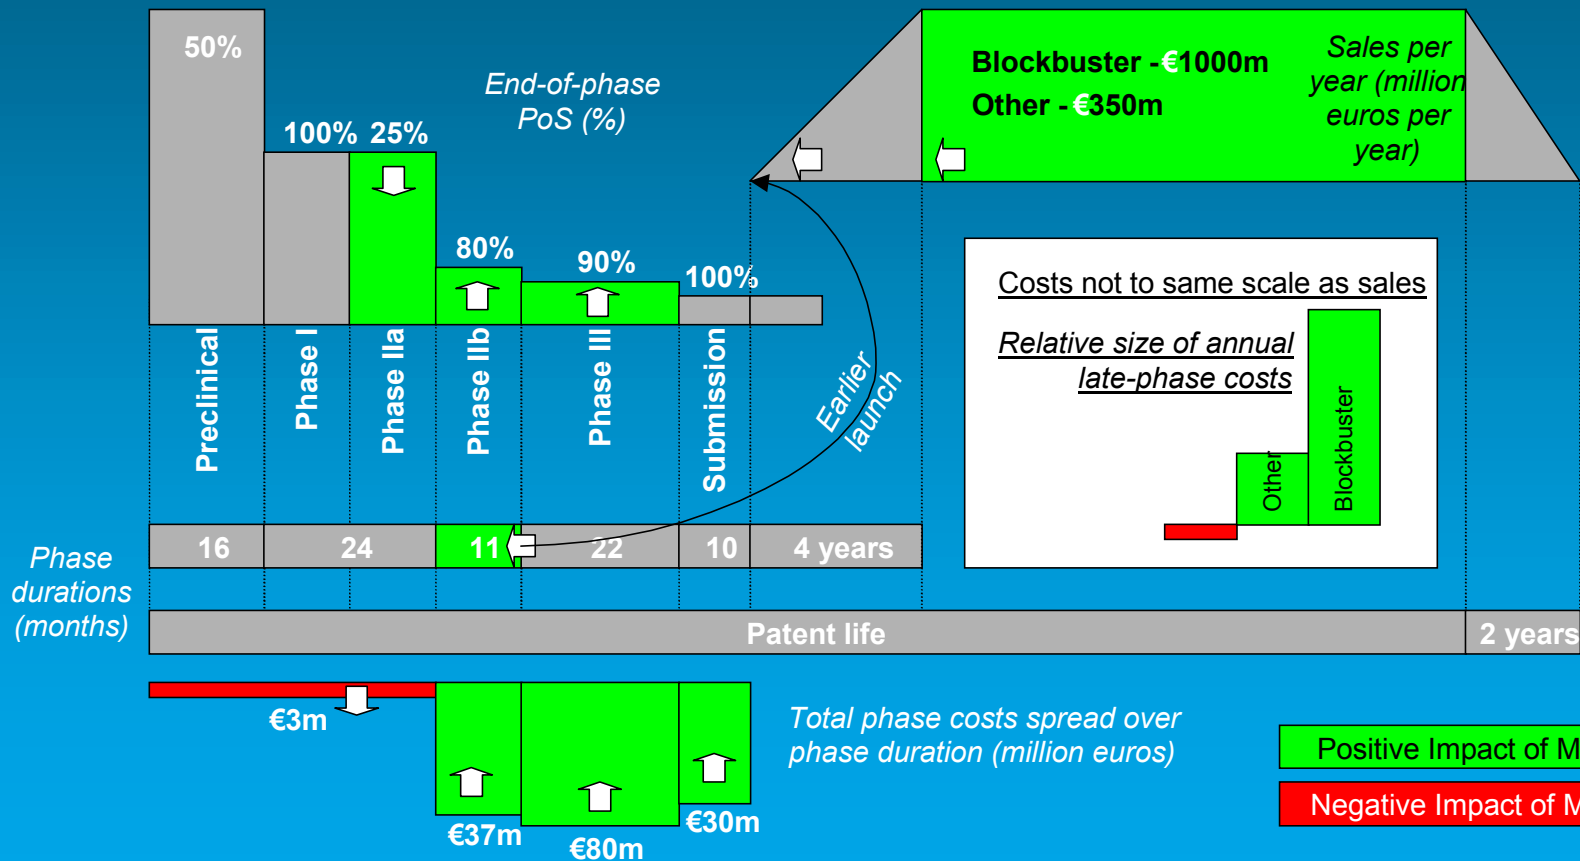 50%
End-of-phase
PoS (%)
100%
25%
80%
90%
100%
Blockbuster - €1000m
Other - €350m
Sales per
year (million
euros per
year)
Preclinical
Phase I
Phase IIa
Phase IIb
Phase III
Submission
Earlier
launch
Costs not to same scale as sales
Relative size of annual
late-phase costs
Other
Blockbuster
Phase
durations
(months)
16
24
11
22
10
4 years
Patent life
2 years
€3m
€37m
€80m
€30m
Total phase costs spread over
phase duration (million euros)
Positive Impact of M
Negative Impact of M